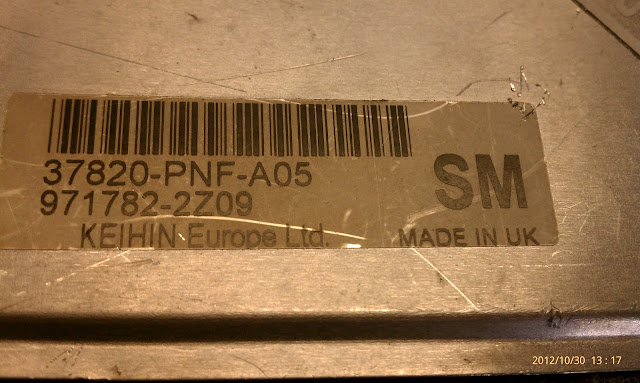 37820-PNF-A05
971782-2Z09
SM
KEIHIN Europe Ltd.
MADE IN UK
2012/10/30 13:17